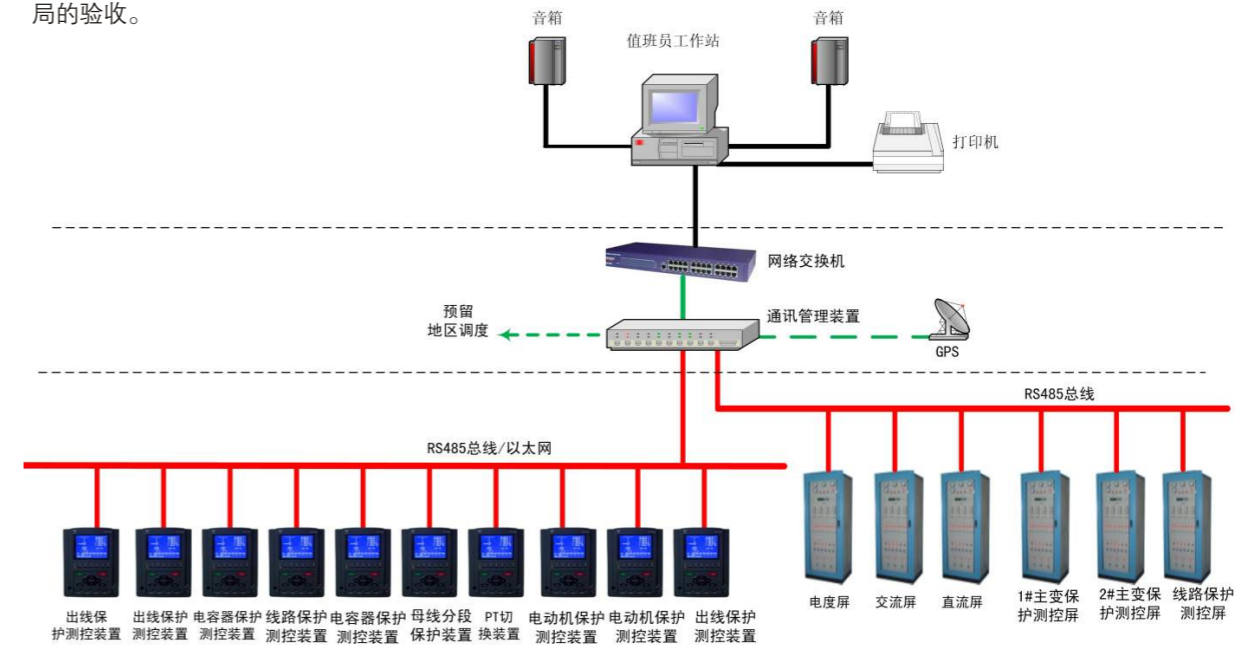 局的验收。
音箱
音箱
值班员工作站
打印机
网络交换机
预留
地区调度
通讯管理装置
GPS
RS485总线
RS485总线/以太网
出线保
护测控装置
出线保护
测控装置
电容器保护
测控装置
线路保护
测控装置
电容器保护
测控装置
母线分段
保护装置
PT切
换装置
电动机保护
测控装置
电动机保护
测控装置
出线保护
测控装置
电度屏
交流屏
直流屏
1#主变保
护测控屏
2#主变保
护测控屏
线路保护
测控屏